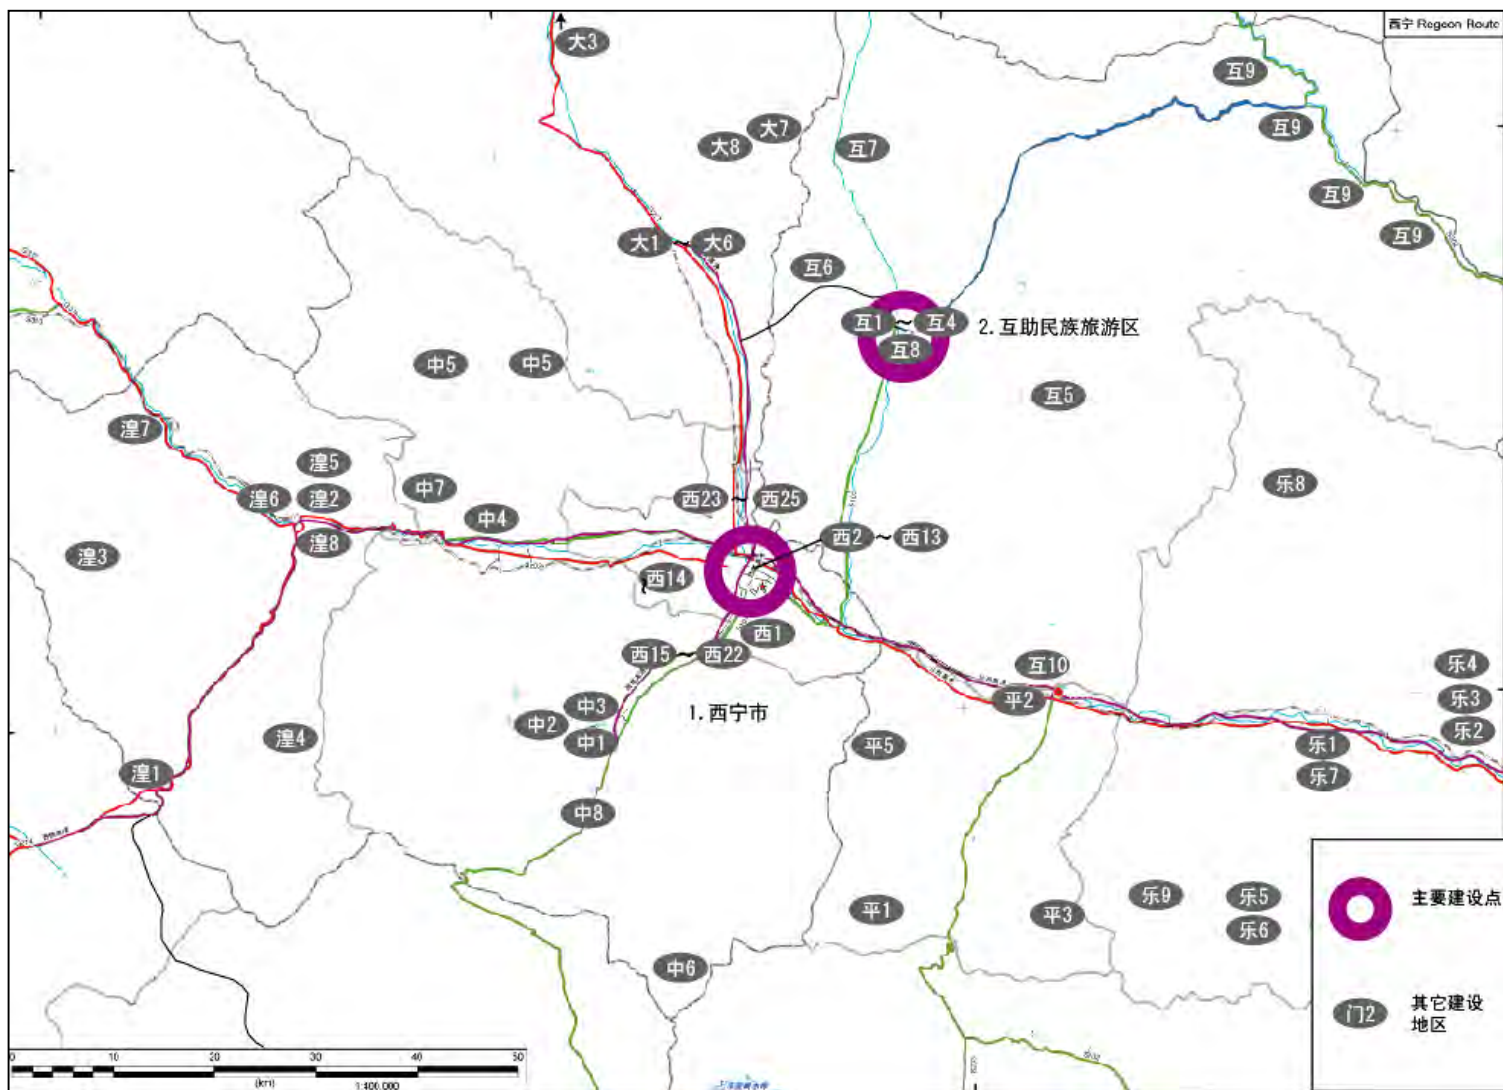 西宁 Regeon Route
大3
互9
大7
大8
互7
互9
互9
互9
大1
大6
互6
互1
互4
互8
2. 互助民族旅游区
中5
中5
互5
湟7
湟5
湟6
湟2
中7
西23
西25
乐8
中4
湟8
湟3
西2
西13
西14
西1
西15
西22
互10
乐4
平2
乐3
中3
1. 西宁市
中2
中1
湟4
平5
乐1
乐2
湟1
乐7
中8
主要建设点
平1
平3
乐9
乐5
乐6
中6
门2
其它建设
地区
0 10 20 30 40 50
(km)
1:400,000